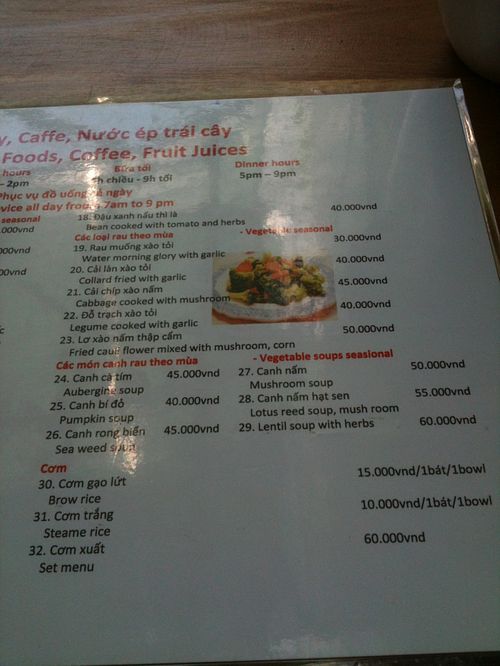 y, Caffe, Nước ép trái cây
Foods, Coffee, Fruit Juices
hours Bữa tối Dinner hours
– 2pm 5h chiều - 9h tối 5pm – 9pm
Phục vụ đồ uống cả ngày
vice all day from 7am to 9 pm
seasonal 18. Đậu xanh nấu thì là 40.000vnd
.000vnd Bean cooked with tomato and herbs
Các loại rau theo mùa - Vegetable seasonal
000vnd 19. Rau muống xào tỏi 30.000vnd
Water morning glory with garlic
0vnd 20. Cải làn xào tỏi 40.000vnd
Collard fried with garlic
21. Cải chíp xào nấm 45.000vnd
Cabbage cooked with mushroom
22. Đỗ trạch xào tỏi 40.000vnd
Legume cooked with garlic
23. Lơ xào nấm thập cẩm 50.000vnd
Fried caule flower mixed with mushroom, corn
Các món canh rau theo mùa - Vegetable soups seasional
24. Canh cà tím 45.000vnd 27. Canh nấm 50.000vnd
Aubergine soup Mushroom soup
25. Canh bí đỏ 40.000vnd 28. Canh nấm hạt sen 55.000vnd
Pumpkin soup Lotus reed soup, mush room
26. Canh rong biển 45.000vnd 29. Lentil soup with herbs 60.000vnd
Sea weed soup
Cơm
30. Cơm gạo lứt 15.000vnd/1bát/1bowl
Brow rice
31. Cơm trắng 10.000vnd/1bát/1bowl
Steame rice
32. Cơm xuất 60.000vnd
Set menu